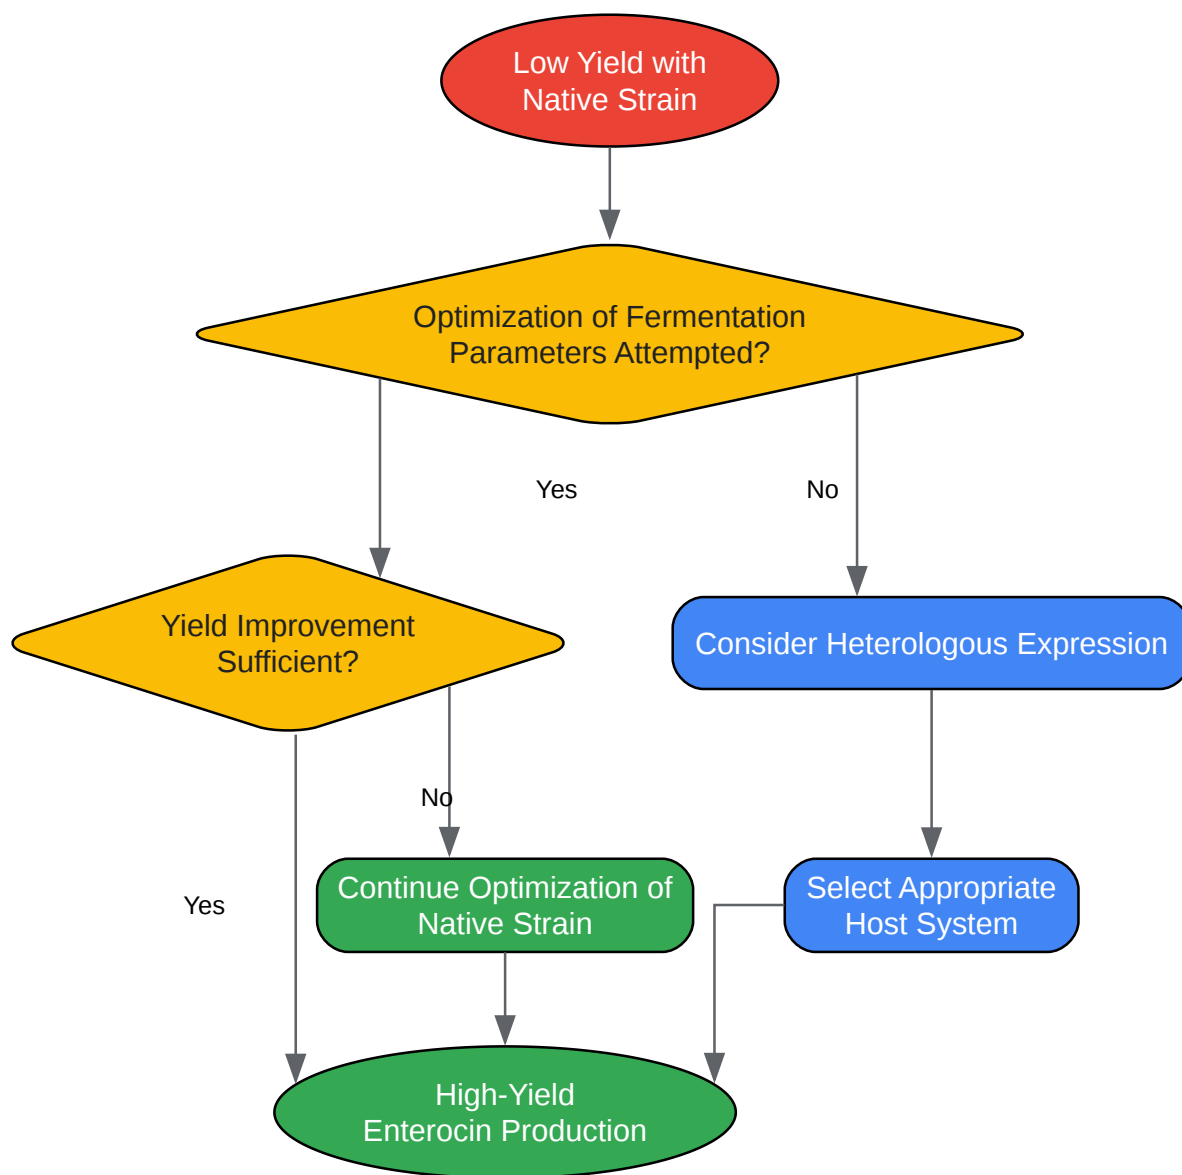 Low Yield with
Native Strain
Optimization of Fermentation
Parameters Attempted?
Yes
No
Yield Improvement
Sufficient?
Consider Heterologous Expression
No
Yes
Continue Optimization of
Native Strain
Select Appropriate
Host System
High-Yield
Enterocin Production